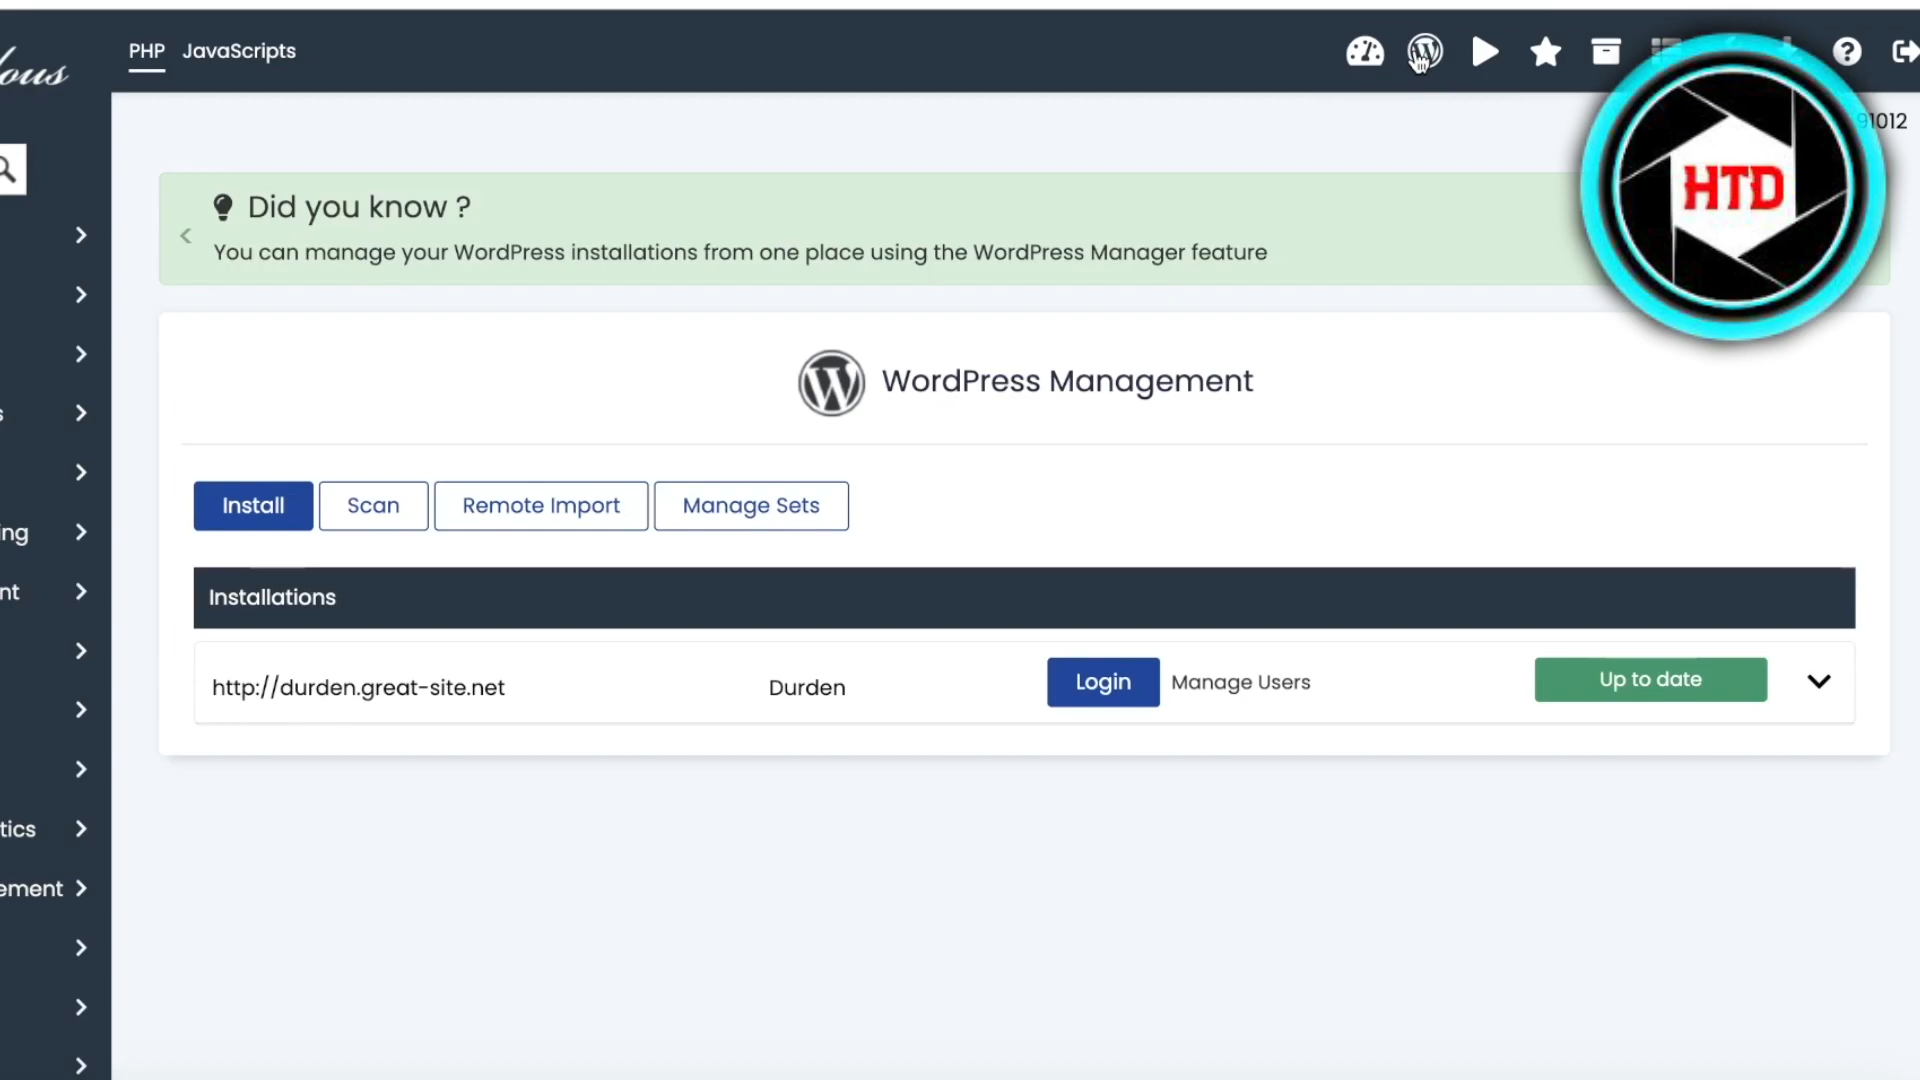 PHP JavaScripts
ous
91012
HTD
Did you know ?
You can manage your WordPress installations from one place using the WordPress Manager feature
WordPress Management
Install Scan Remote Import Manage Sets
Installations
http://durden.great-site.net Durden Login Manage Users Up to date
s
ing
nt
tics
ement